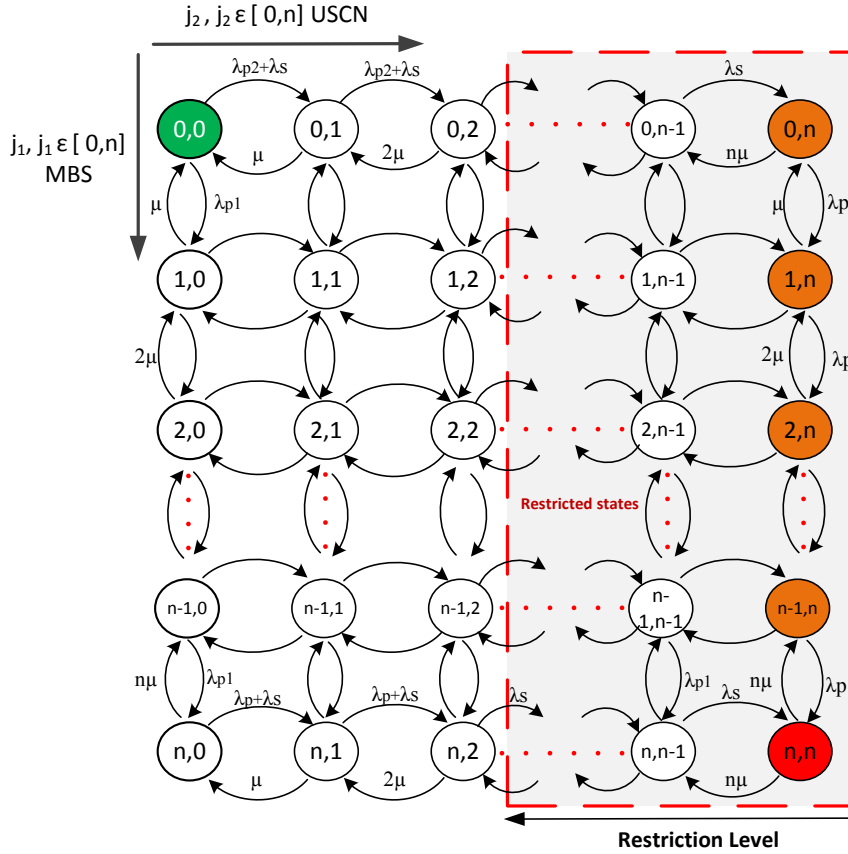 j₂ , j₂ ε [ 0,n] USCN
j₁, j₁ ε [ 0,n]
MBS
λp2+λs λp2+λs λs
0,0 0,1 0,2 0,n-1 0,n
μ 2μ nμ
μ λp1 μ λp
1,0 1,1 1,2 1,n-1 1,n
2μ 2μ λp
2,0 2,1 2,2 2,n-1 2,n
Restricted states
n-1,0 n-1,1 n-1,2 n-
1,n-1 n-1,n
nμ λp1 λp1 nμ λp
λp+λs λp+λs λs λs
n,0 n,1 n,2 n,n-1 n,n
μ 2μ nμ
Restriction Level